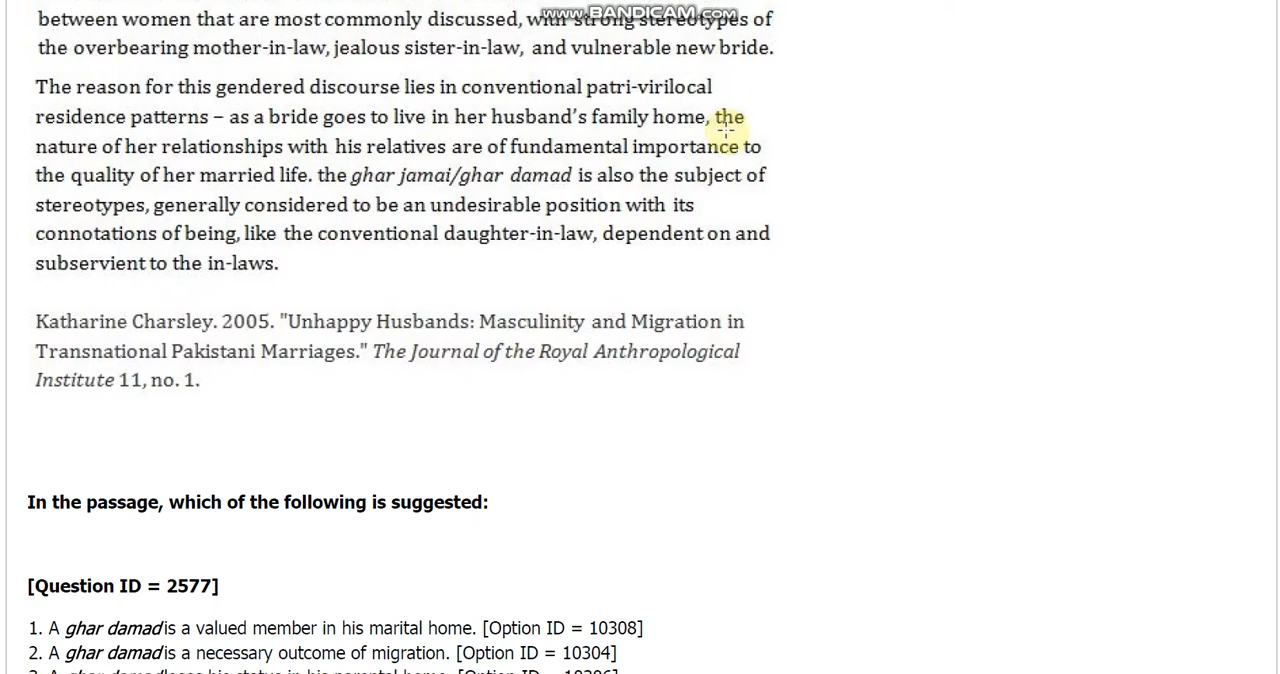 www.BANDICAM.com
between women that are most commonly discussed, with strong stereotypes of
the overbearing mother-in-law, jealous sister-in-law, and vulnerable new bride.
The reason for this gendered discourse lies in conventional patri-virilocal
residence patterns – as a bride goes to live in her husband's family home, the
nature of her relationships with his relatives are of fundamental importance to
the quality of her married life. the ghar jamai/ghar damad is also the subject of
stereotypes, generally considered to be an undesirable position with its
connotations of being, like the conventional daughter-in-law, dependent on and
subservient to the in-laws.
Katharine Charsley. 2005. "Unhappy Husbands: Masculinity and Migration in
Transnational Pakistani Marriages." The Journal of the Royal Anthropological
Institute 11, no. 1.
In the passage, which of the following is suggested:
[Question ID = 2577]
1. A ghar damad is a valued member in his marital home. [Option ID = 10308]
2. A ghar damad is a necessary outcome of migration. [Option ID = 10304]